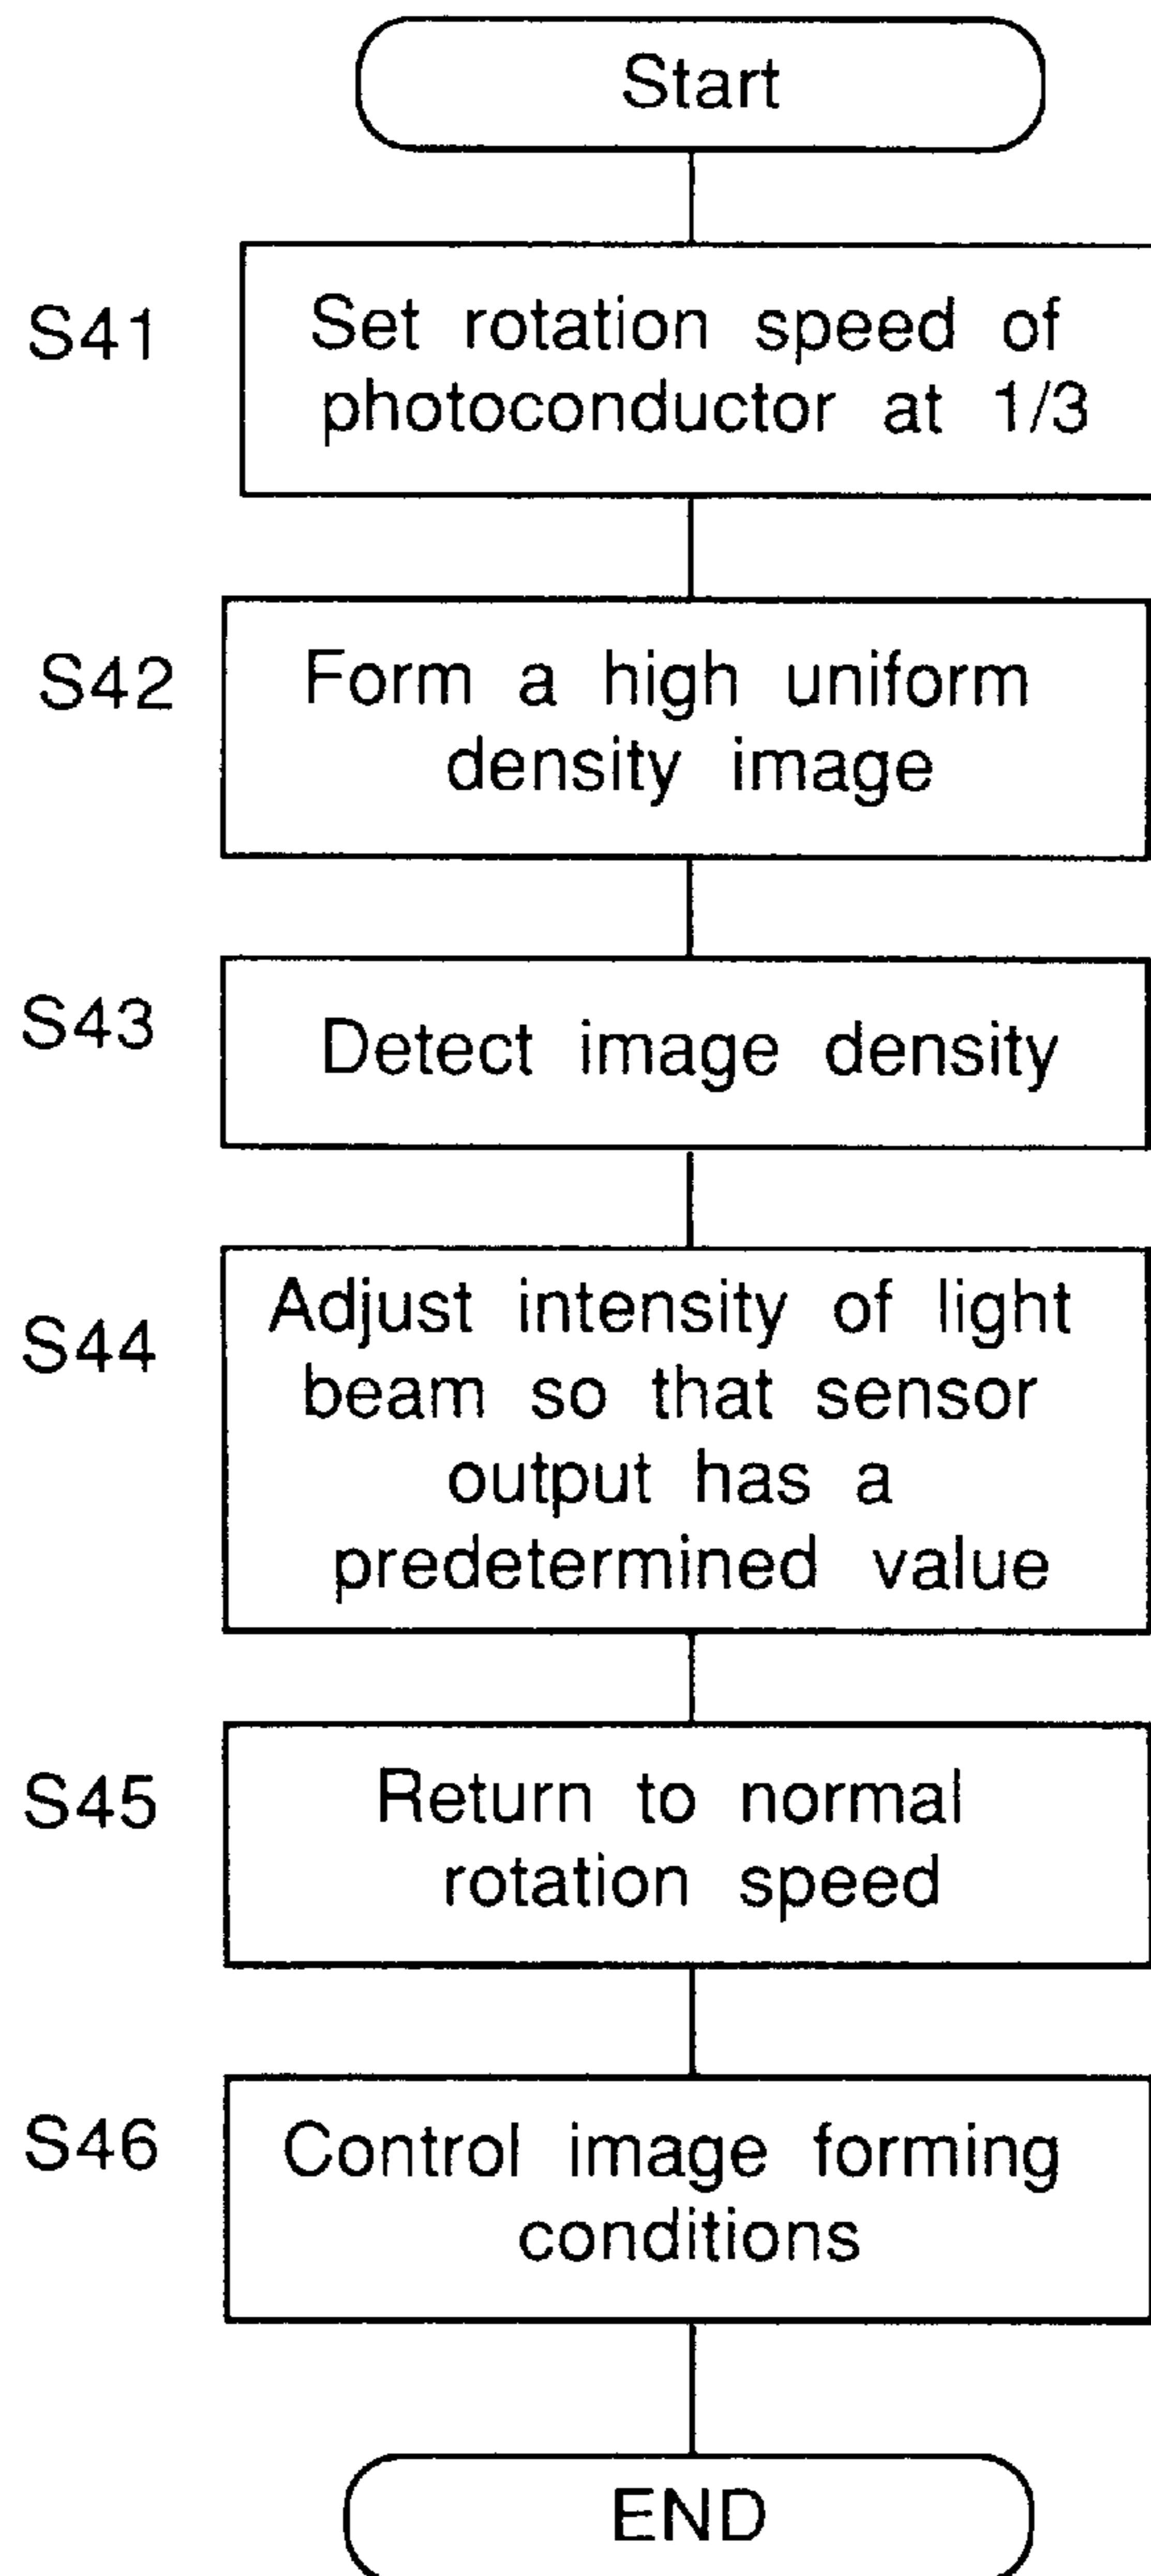 Start
S41
Set rotation speed of
photoconductor at 1/3
S42
Form a high uniform
density image
S43
Detect image density
S44
Adjust intensity of light
beam so that sensor
output has a
predetermined value
S45
Return to normal
rotation speed
S46
Control image forming
conditions
END